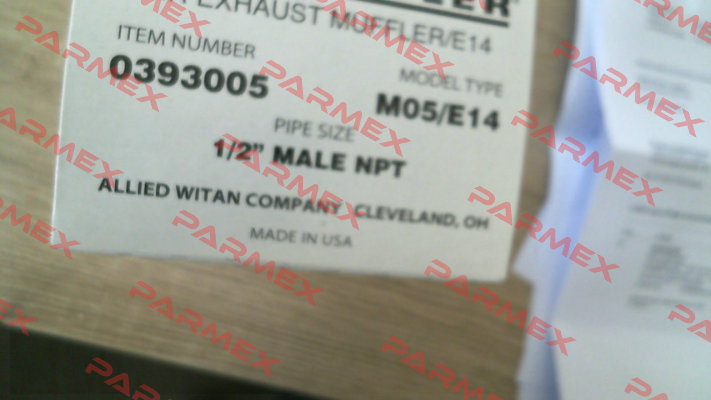 EXHAUST MUFFLER/E14
ITEM NUMBER
0393005
MODEL TYPE
M05/E14
PIPE SIZE
1/2" MALE NPT
ALLIED WITAN COMPANY CLEVELAND, OH
MADE IN USA
PARMEX